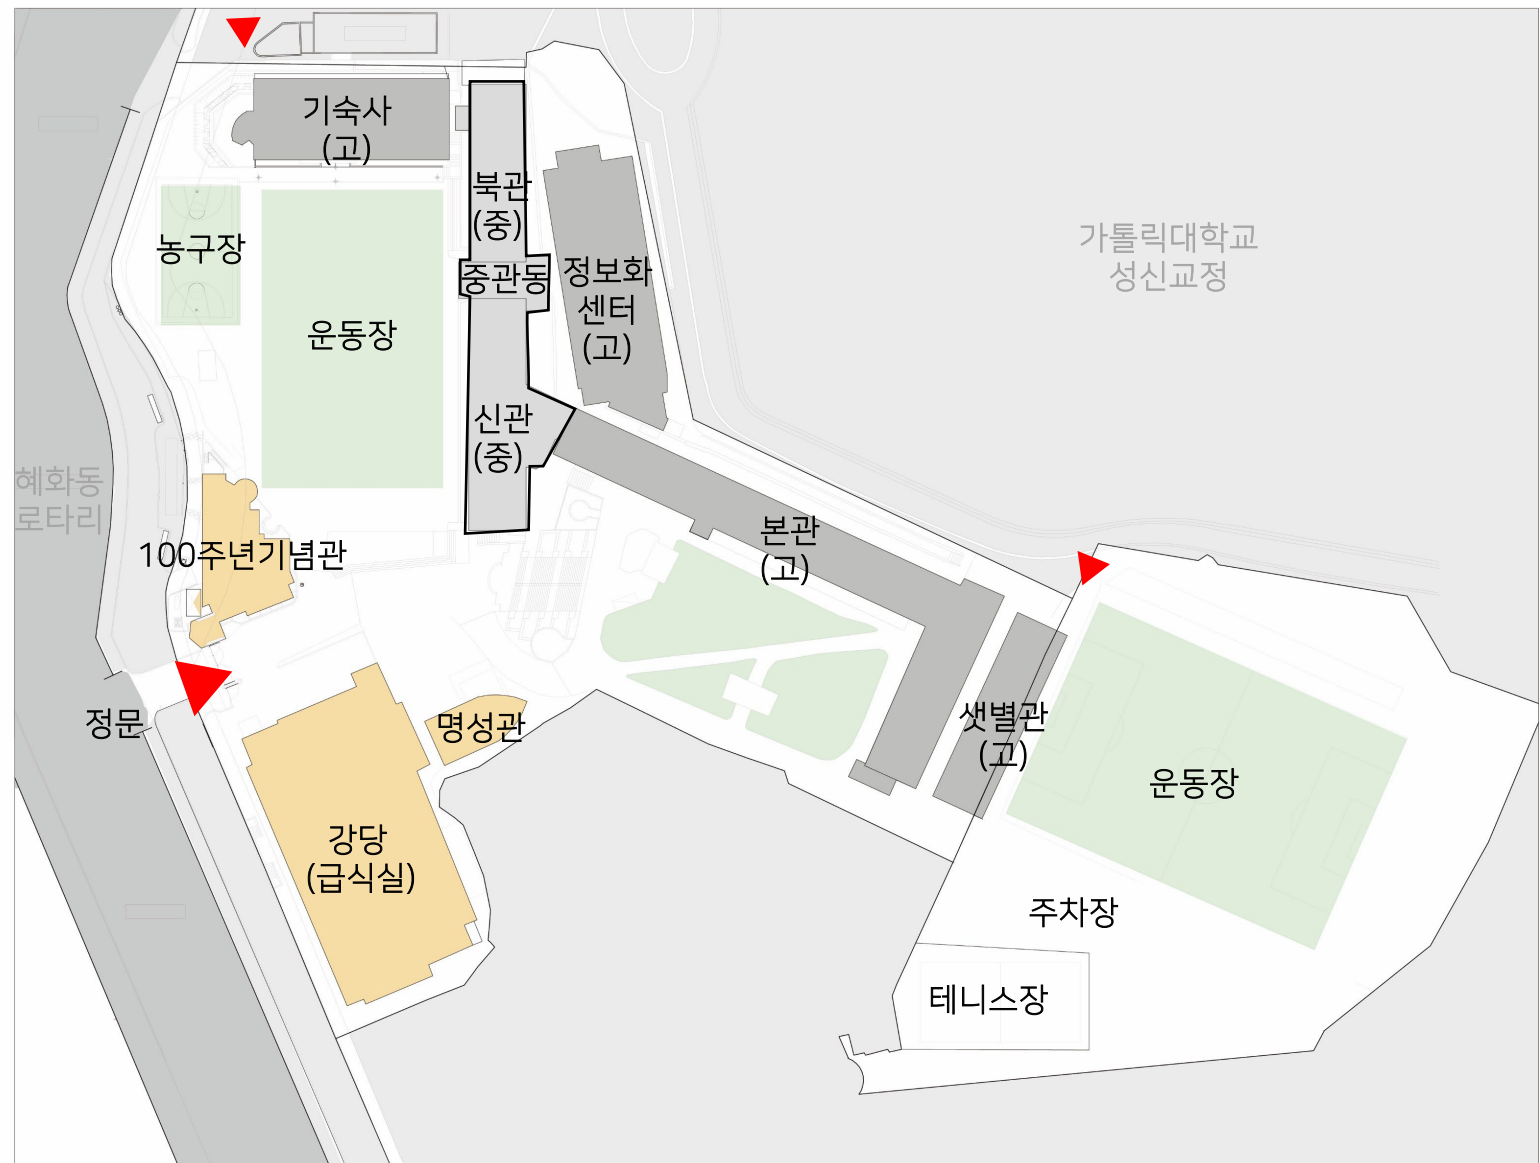 기숙사
(고)
북관
(중)
농구장
중관동
정보화
센터
(고)
가톨릭대학교
성신교정
운동장
신관
(중)
혜화동
로타리
100주년기념관
본관
(고)
정문
명성관
샛별관
(고)
운동장
강당
(급식실)
주차장
테니스장